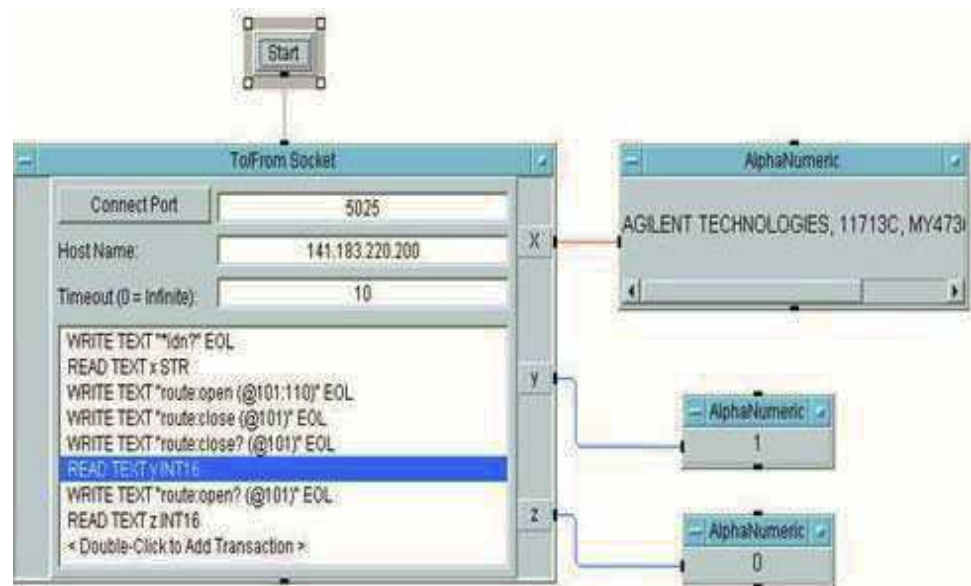 Start
To/From Socket
Connect Port 5025
Host Name: 141.183.220.200
Timeout (0 = Infinite): 10
WRITE TEXT "*idn?" EOL
READ TEXT x STR
WRITE TEXT "route:open (@101:110)" EOL
WRITE TEXT "route:close (@101)" EOL
WRITE TEXT "route:close? (@101)" EOL
READ TEXT y INT16
WRITE TEXT "route:open? (@101)" EOL
READ TEXT z INT16
< Double-Click to Add Transaction >
X
y
z
AlphaNumeric
AGILENT TECHNOLOGIES, 11713C, MY473
AlphaNumeric
1
AlphaNumeric
0